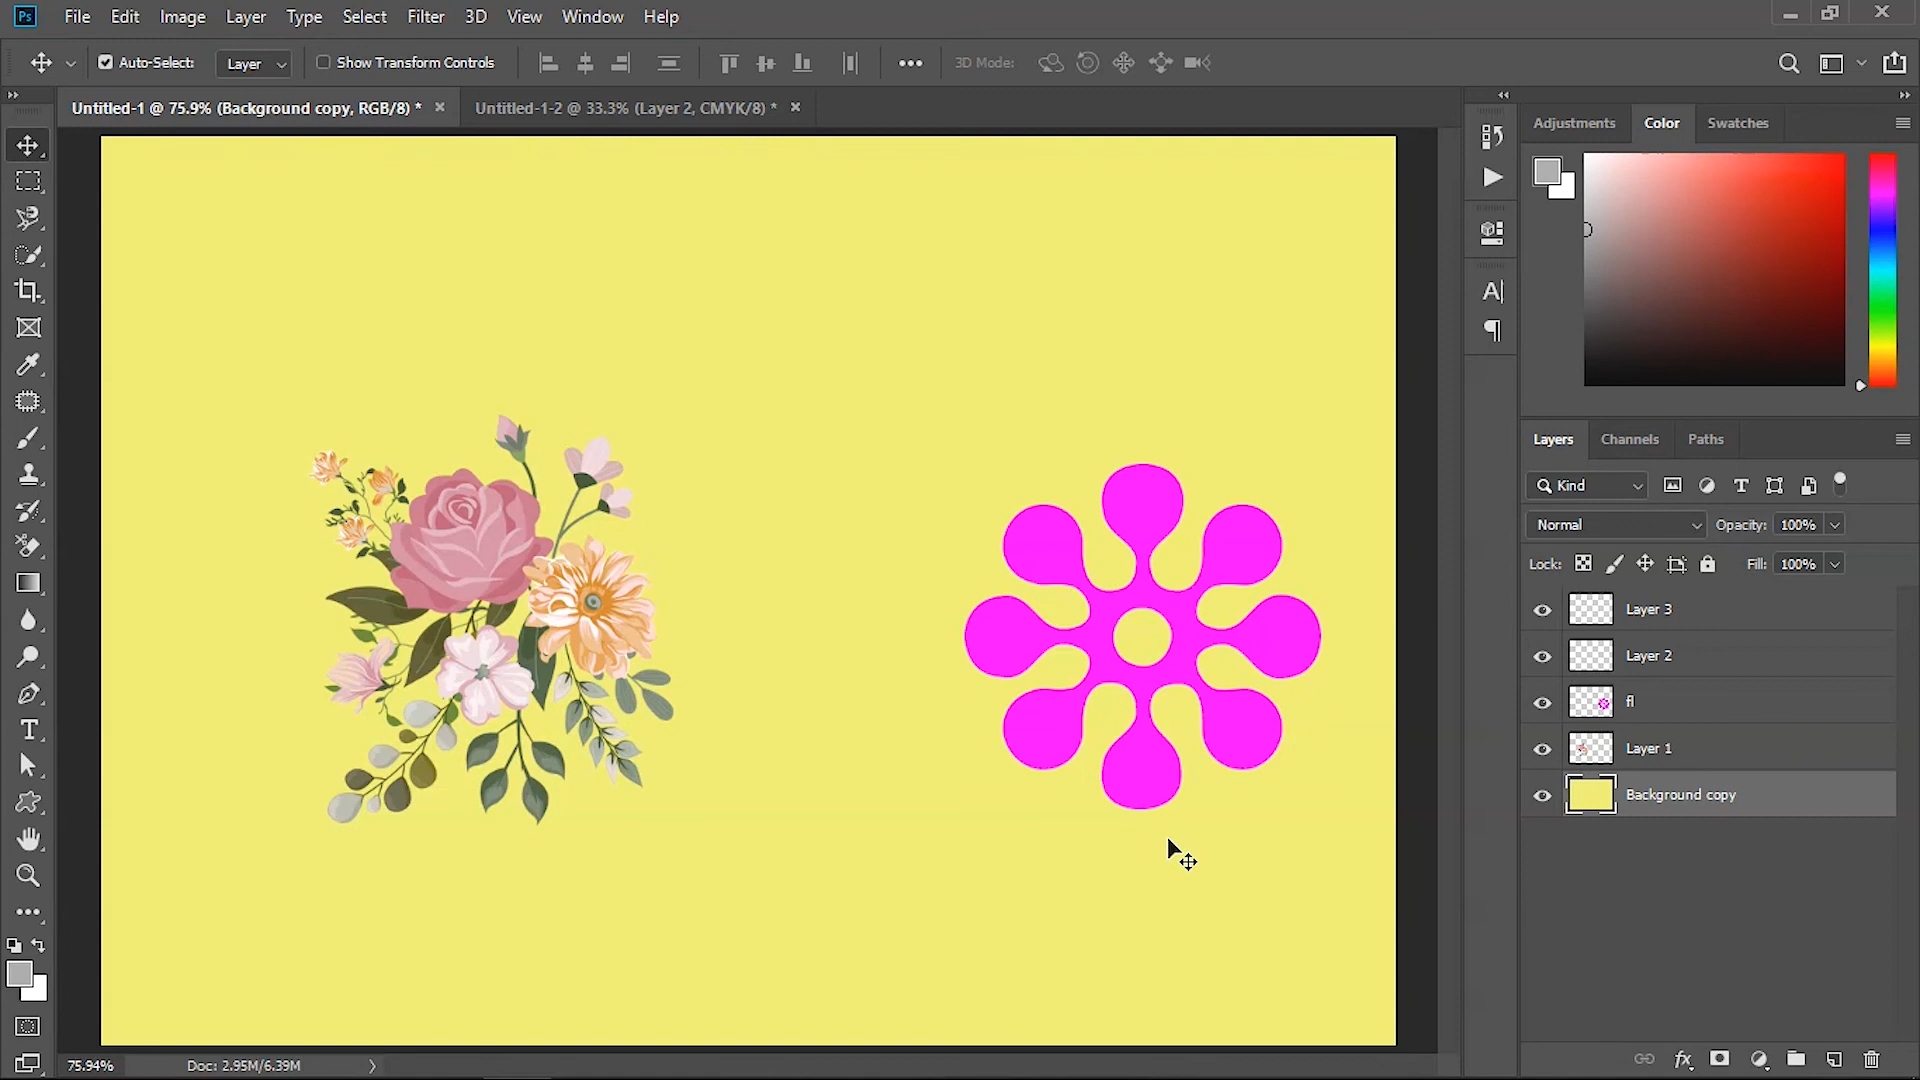 Ps File Edit Image Layer Type Select Filter 3D View Window Help
Auto-Select: Layer Show Transform Controls 3D Mode:
Untitled-1 @ 75.9% (Background copy, RGB/8) * Untitled-1-2 @ 33.3% (Layer 2, CMYK/8) *
Adjustments Color Swatches
Layers Channels Paths
Kind
Normal Opacity: 100%
Lock: Fill: 100%
Layer 3
Layer 2
fl
Layer 1
Background copy
75.94% Doc: 2.95M/6.39M